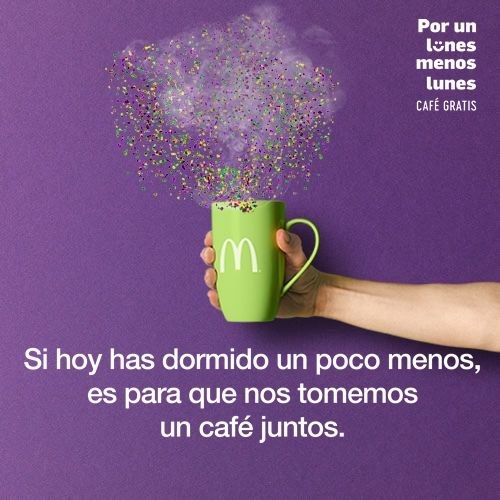 Por un
lunes
menos
lunes
CAFÉ GRATIS
M
Si hoy has dormido un poco menos,
es para que nos tomemos
un café juntos.